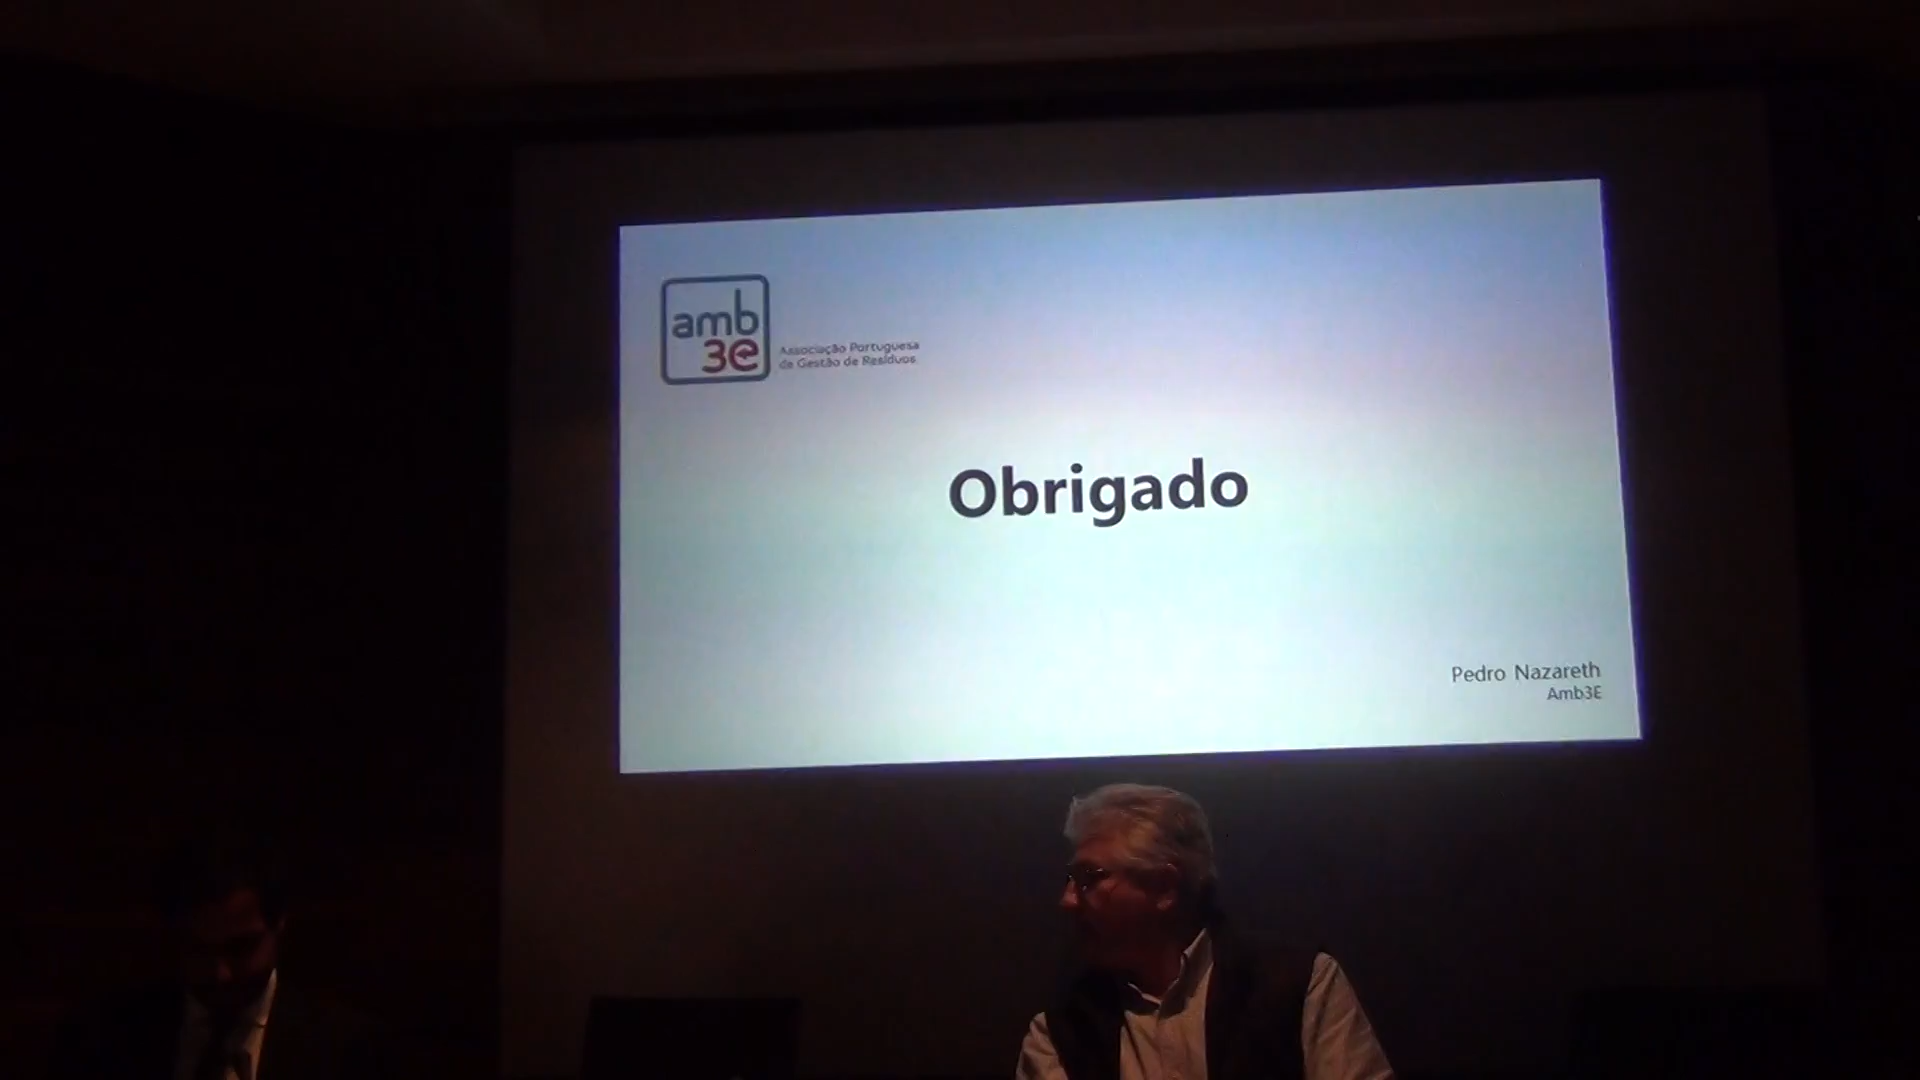 amb
3e
Associação Portuguesa
de Gestão de Resíduos
Obrigado
Pedro Nazareth
Amb3E